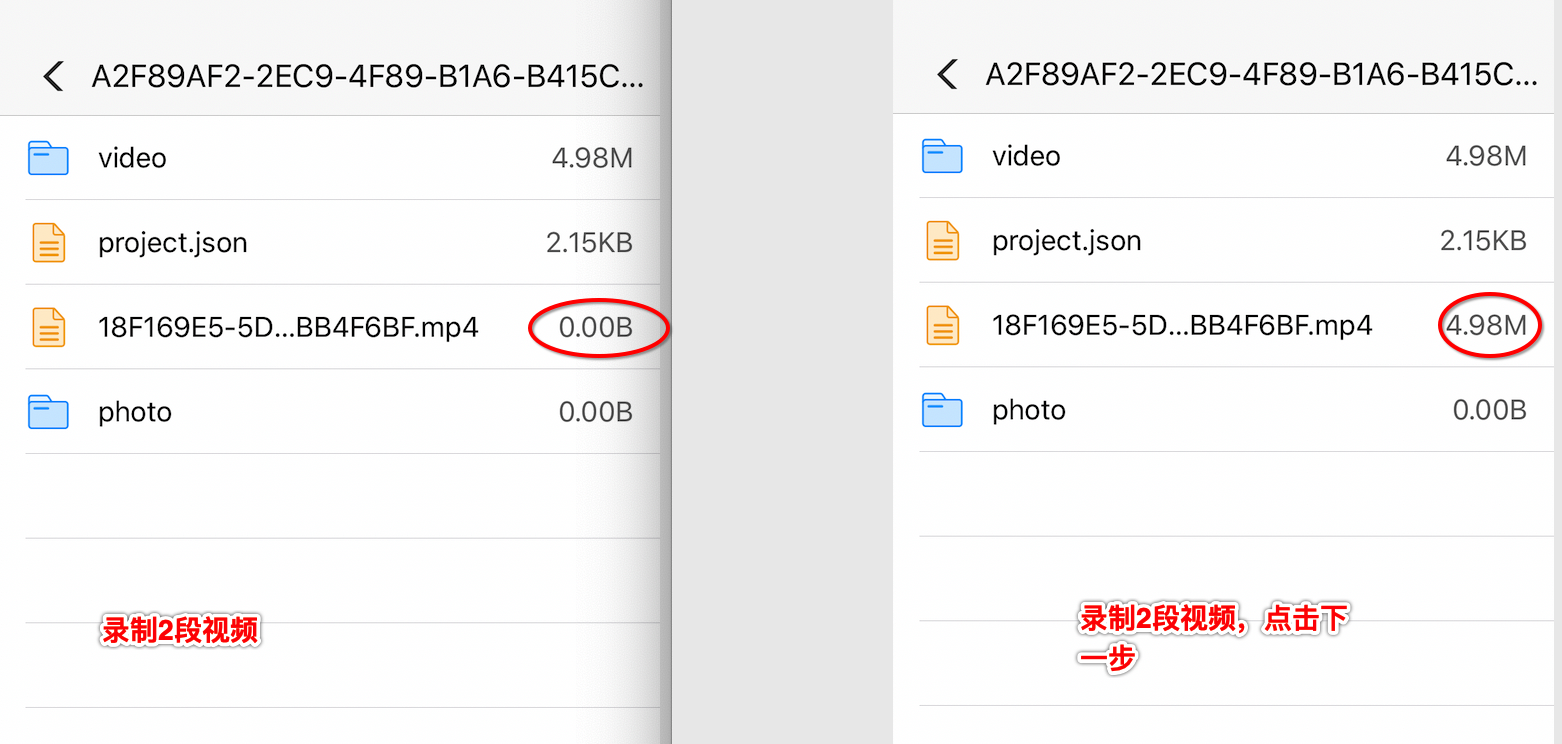 A2F89AF2-2EC9-4F89-B1A6-B415C...
video 4.98M
project.json 2.15KB
18F169E5-5D...BB4F6BF.mp4 0.00B
photo 0.00B
录制2段视频
A2F89AF2-2EC9-4F89-B1A6-B415C...
video 4.98M
project.json 2.15KB
18F169E5-5D...BB4F6BF.mp4 4.98M
photo 0.00B
录制2段视频，点击下
一步